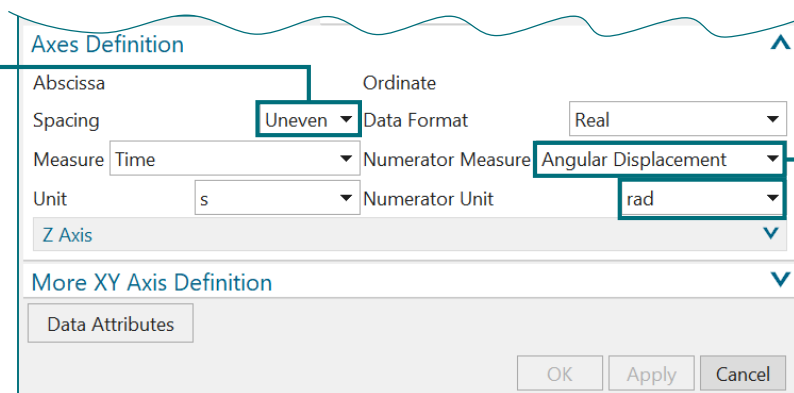 Axes Definition
Abscissa Ordinate
Spacing Uneven Data Format Real
Measure Time Numerator Measure Angular Displacement
Unit s Numerator Unit rad
Z Axis
More XY Axis Definition
Data Attributes
OK Apply Cancel